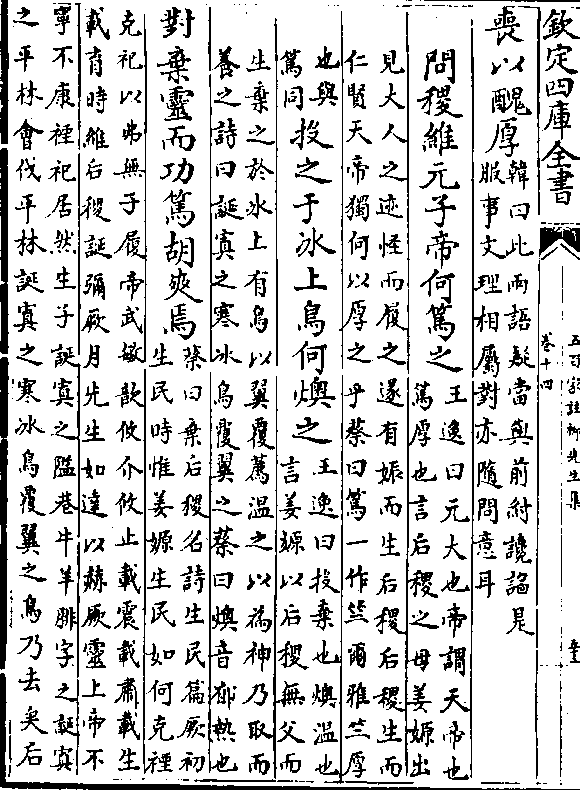 欽定四庫全書
五百家註柳先生集
卷十四
喪以醜厚韓曰此兩語疑當與前紂讒謟是
服事文理相屬對亦隨問意耳
問稷維元子帝何篤之王逸曰元大也帝謂天帝也
篤厚也言后稷之母姜嫄出
見大人之迹怪而履之遂有娠而生后稷后稷生而
仁賢天帝獨何以厚之乎蔡曰篤一作竺爾雅竺厚
也與
篤同投之于冰上鳥何燠之王逸曰投棄也燠温也
言姜嫄以后稷無父而
生棄之於冰上有鳥以翼覆薦温之以為神乃取而
養之詩曰誕寘之寒冰鳥覆翼之蔡曰燠音郁熱也
對棄靈而功篤胡爽焉蔡曰棄后稷名詩生民篇厥初
生民時惟姜嫄生民如何克禋
克祀以弗無子履帝武敏歆攸介攸止載震載肅載生
載育時維后稷誕彌厥月先生如達以赫厥靈上帝不
寧不康禋祀居然生子誕寘之隘巷牛羊腓字之誕寘
之平林會伐平林誕寘之寒冰鳥覆翼之鳥乃去矣后